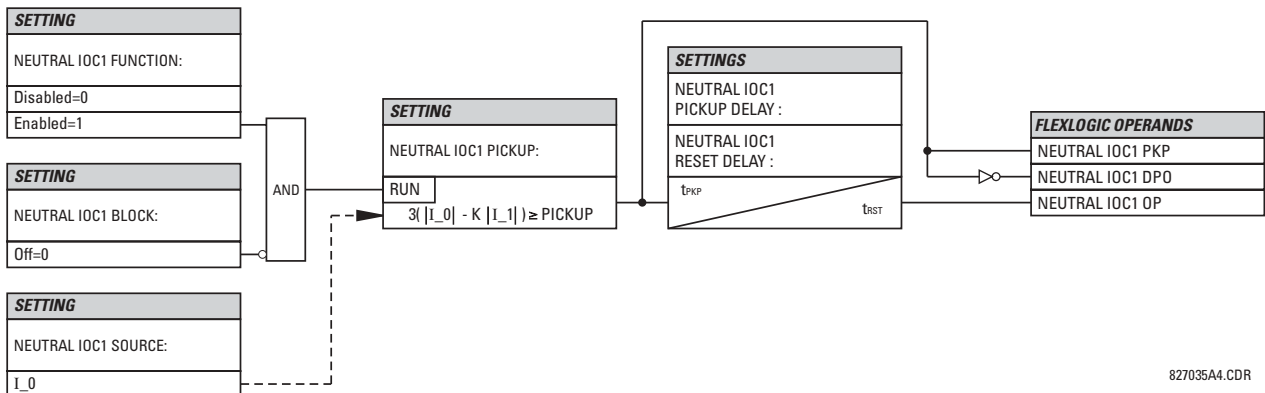 SETTING
NEUTRAL IOC1 FUNCTION:
Disabled=0
Enabled=1
SETTING
NEUTRAL IOC1 BLOCK:
Off=0
SETTING
NEUTRAL IOC1 SOURCE:
I_0
AND
SETTING
NEUTRAL IOC1 PICKUP:
RUN
3( |I_0| - K |I_1| ) ≥ PICKUP
SETTINGS
NEUTRAL IOC1
PICKUP DELAY :
NEUTRAL IOC1
RESET DELAY :
tPKP
tRST
FLEXLOGIC OPERANDS
NEUTRAL IOC1 PKP
NEUTRAL IOC1 DPO
NEUTRAL IOC1 OP
827035A4.CDR